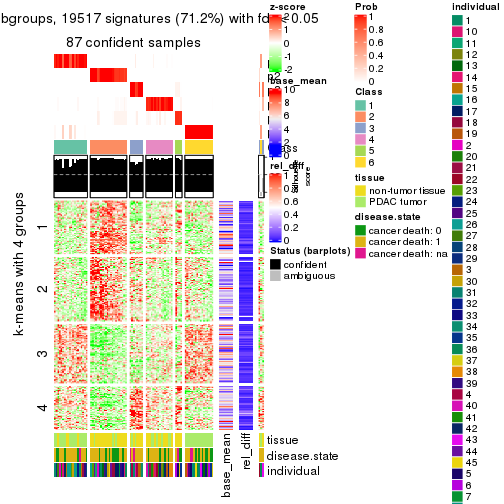 bgroups, 19517 signatures (71.2%) with fdr < 0.05
87 confident samples
k-means with 4 groups
1
2
3
4
Class
Silhouette
score
base_mean
rel_diff
tissue
disease.state
individual
z-score
2
1
0
-1
-2
base_mean
10
8
6
4
2
0
rel_diff
1
0.8
0.6
0.4
0.2
0
Status (barplots)
confident
ambiguous
Prob
1
0.8
0.6
0.4
0.2
0
Class
1
2
3
4
5
6
tissue
non-tumor tissue
PDAC tumor
disease.state
cancer death: 0
cancer death: 1
cancer death: na
individual
1
10
11
12
13
14
15
16
17
18
19
2
20
21
22
23
24
25
26
27
28
29
3
30
31
32
33
34
35
36
37
38
39
4
40
41
42
43
44
45
5
6
7